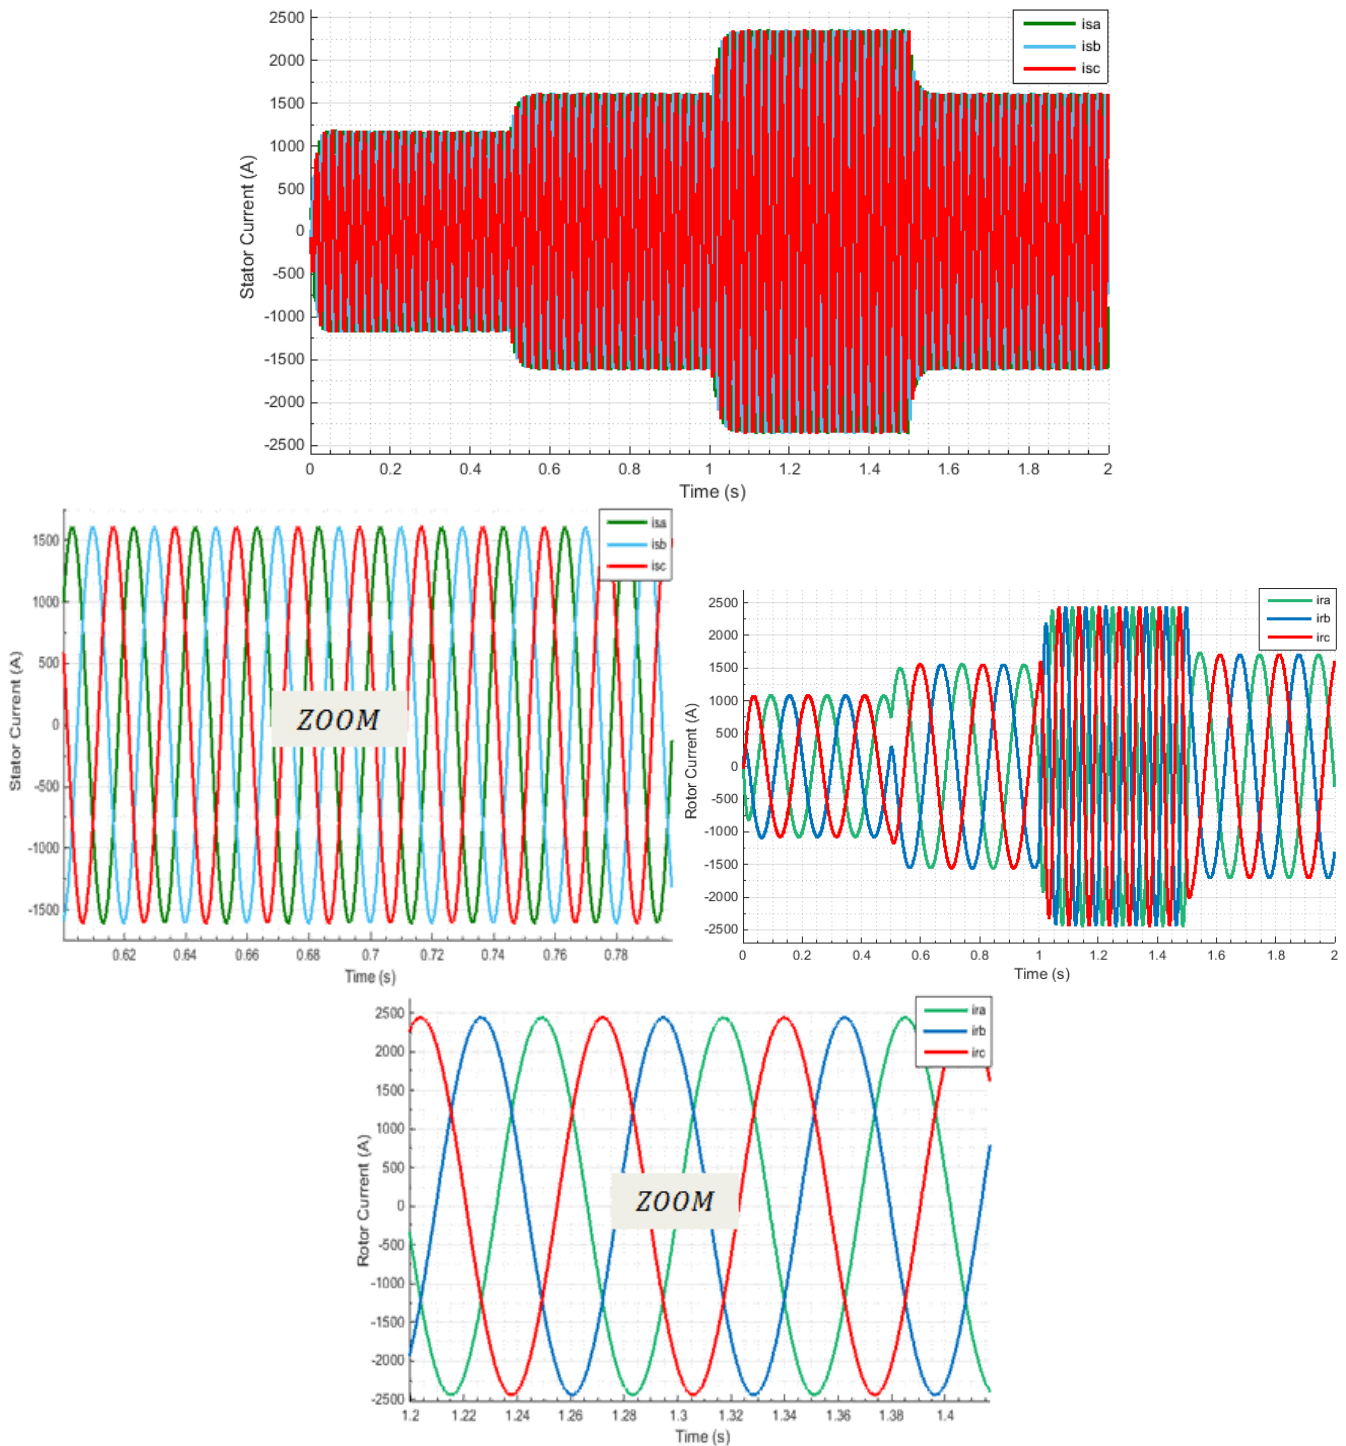 2500
2000
1500
1000
500
0
-500
-1000
-1500
-2000
-2500
Stator Current (A)
isa
isb
isc
0 0.2 0.4 0.6 0.8 1 1.2 1.4 1.6 1.8 2
Time (s)
1500
1000
500
0
-500
-1000
-1500
Stator Current (A)
isa
isb
isc
ZOOM
0.62 0.64 0.66 0.68 0.7 0.72 0.74 0.76 0.78
Time (s)
2500
2000
1500
1000
500
0
-500
-1000
-1500
-2000
-2500
Rotor Current (A)
ira
irb
irc
0 0.2 0.4 0.6 0.8 1 1.2 1.4 1.6 1.8 2
Time (s)
2500
2000
1500
1000
500
0
-500
-1000
-1500
-2000
-2500
Rotor Current (A)
ira
irb
irc
ZOOM
1.2 1.22 1.24 1.26 1.28 1.3 1.32 1.34 1.36 1.38 1.4
Time (s)